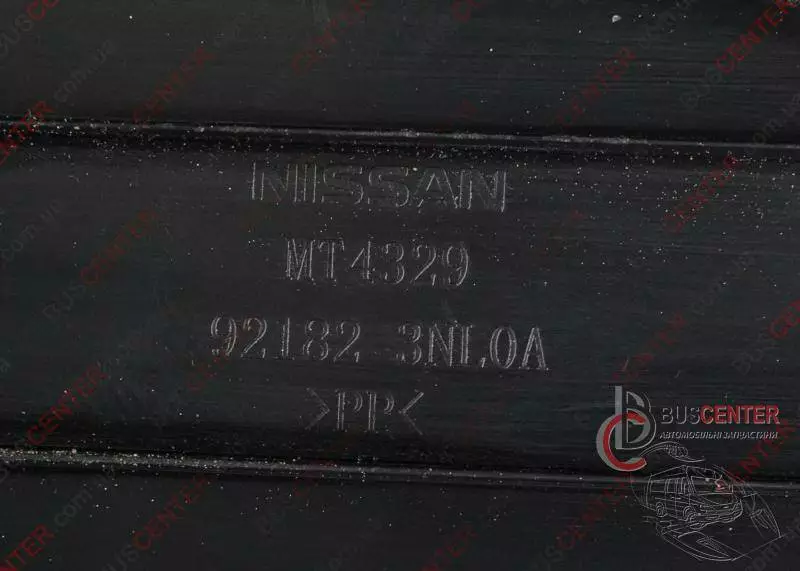 NISSAN
MT4329
92182 3NL0A
>PP<
BUSCENTER
АВТОМОБІЛЬНІ ЗАПЧАСТИНИ